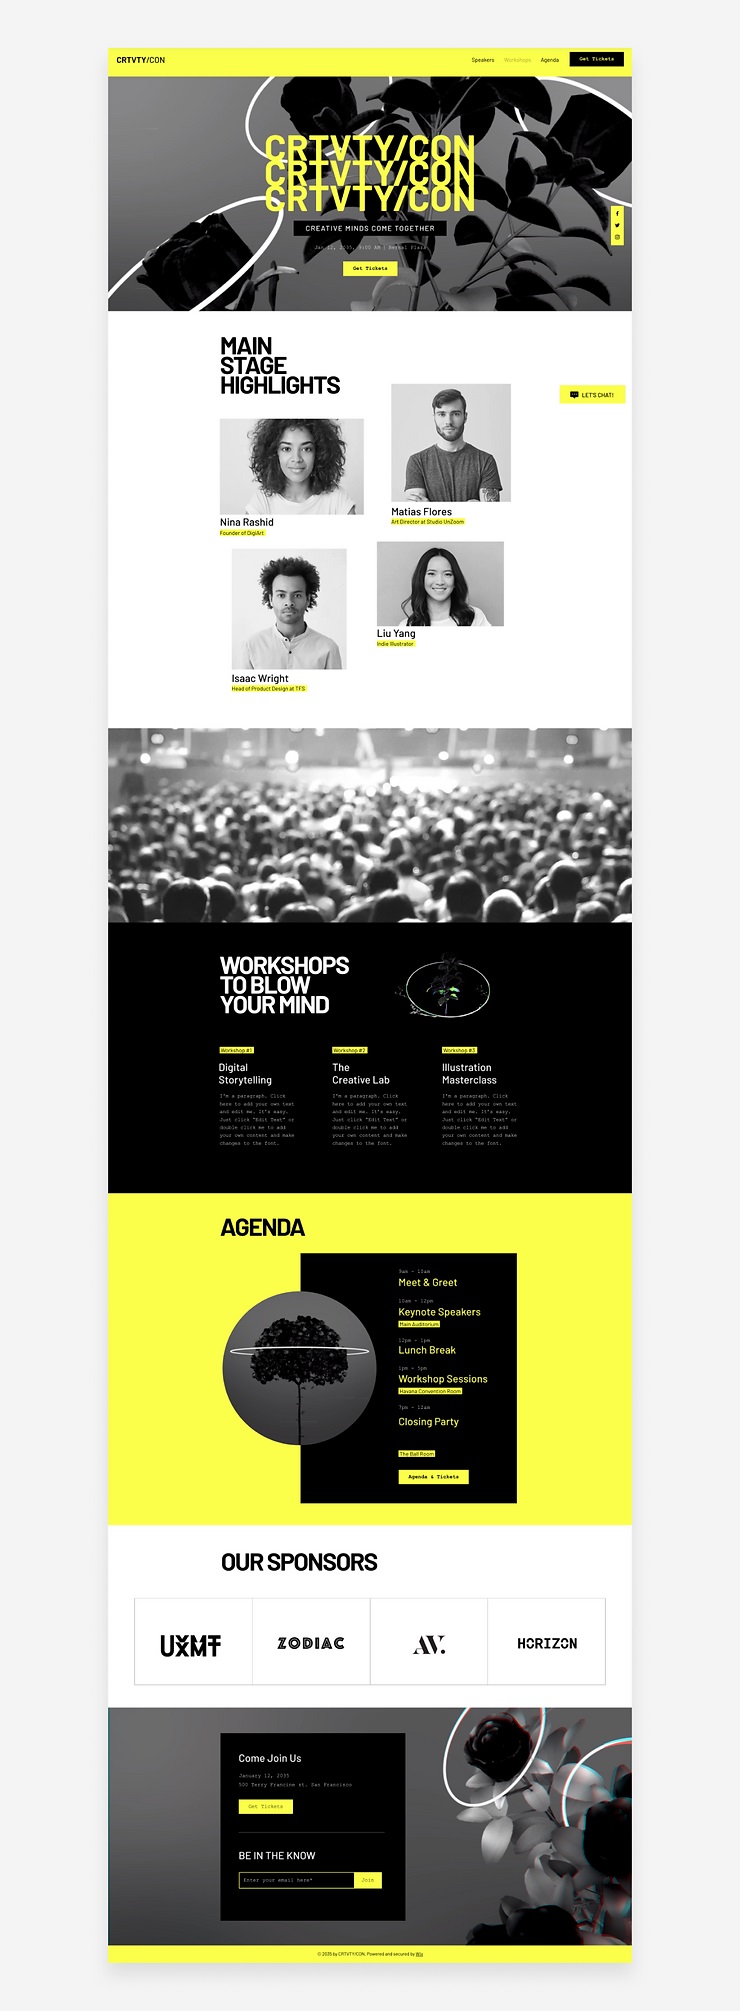 CRTVTY/CON
Speakers Workshops Agenda Get Tickets
CRTVTY/CON
CRTVTY/CON
CRTVTY/CON
CREATIVE MINDS COME TOGETHER
Jan 12, 2035, 9:00 AM | Plaza
Get Tickets
LET'S CHAT!
MAIN
STAGE
HIGHLIGHTS
Nina Rashid
Founder of DigiArt
Matias Flores
Art Director at Studio UnZoom
Isaac Wright
Head of Product Design at TFS
Liu Yang
Indie Illustrator
WORKSHOPS
TO BLOW
YOUR MIND
Workshop #1
Digital
Storytelling
I'm a paragraph. Click
here to add your own text
and edit me. It's easy.
Just click "Edit Text" or
double click me to add
your own content and make
changes to the font.
Workshop #2
The
Creative Lab
I'm a paragraph. Click
here to add your own text
and edit me. It's easy.
Just click "Edit Text" or
double click me to add
your own content and make
changes to the font.
Workshop #3
Illustration
Masterclass
I'm a paragraph. Click
here to add your own text
and edit me. It's easy.
Just click "Edit Text" or
double click me to add
your own content and make
changes to the font.
AGENDA
9am - 10am
Meet & Greet
10am - 12pm
Keynote Speakers
Main Auditorium
12pm - 1pm
Lunch Break
1pm - 5pm
Workshop Sessions
Havana Convention Room
7pm - 12am
Closing Party
The Ball Room
Agenda & Tickets
OUR SPONSORS
UXMT
UXMT
ZODIAC
AV.
HORIZON
Come Join Us
January 12, 2035
500 Terry Francine st. San Francisco
Get Tickets
BE IN THE KNOW
Enter your email here*
Join
© 2035 by CRTVTY/CON. Powered and secured by Wix